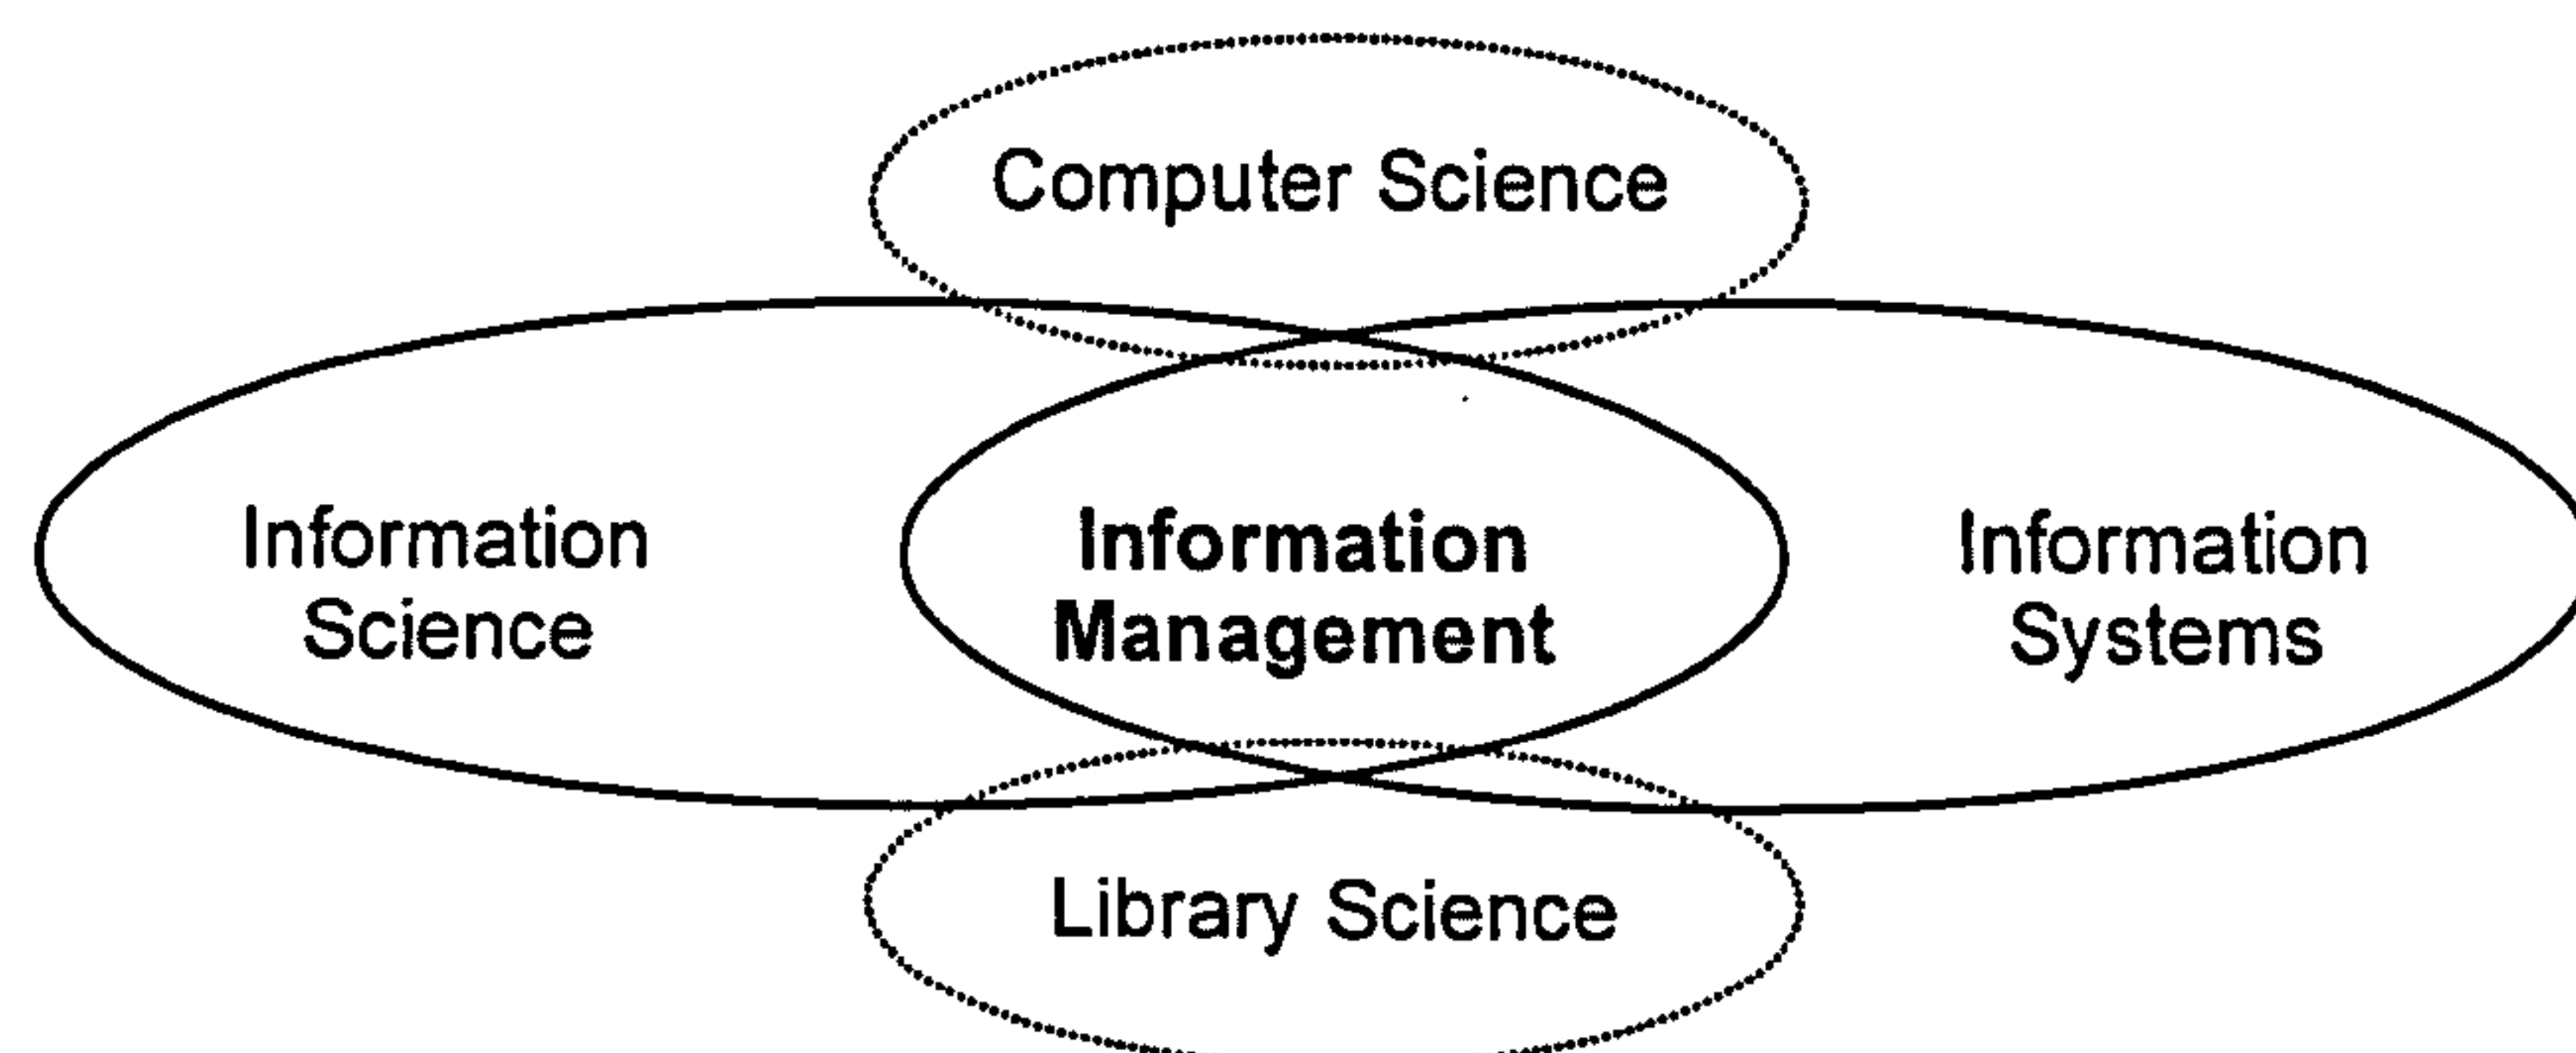 Computer Science
Information
Science
Information
Management
Information
Systems
Library Science